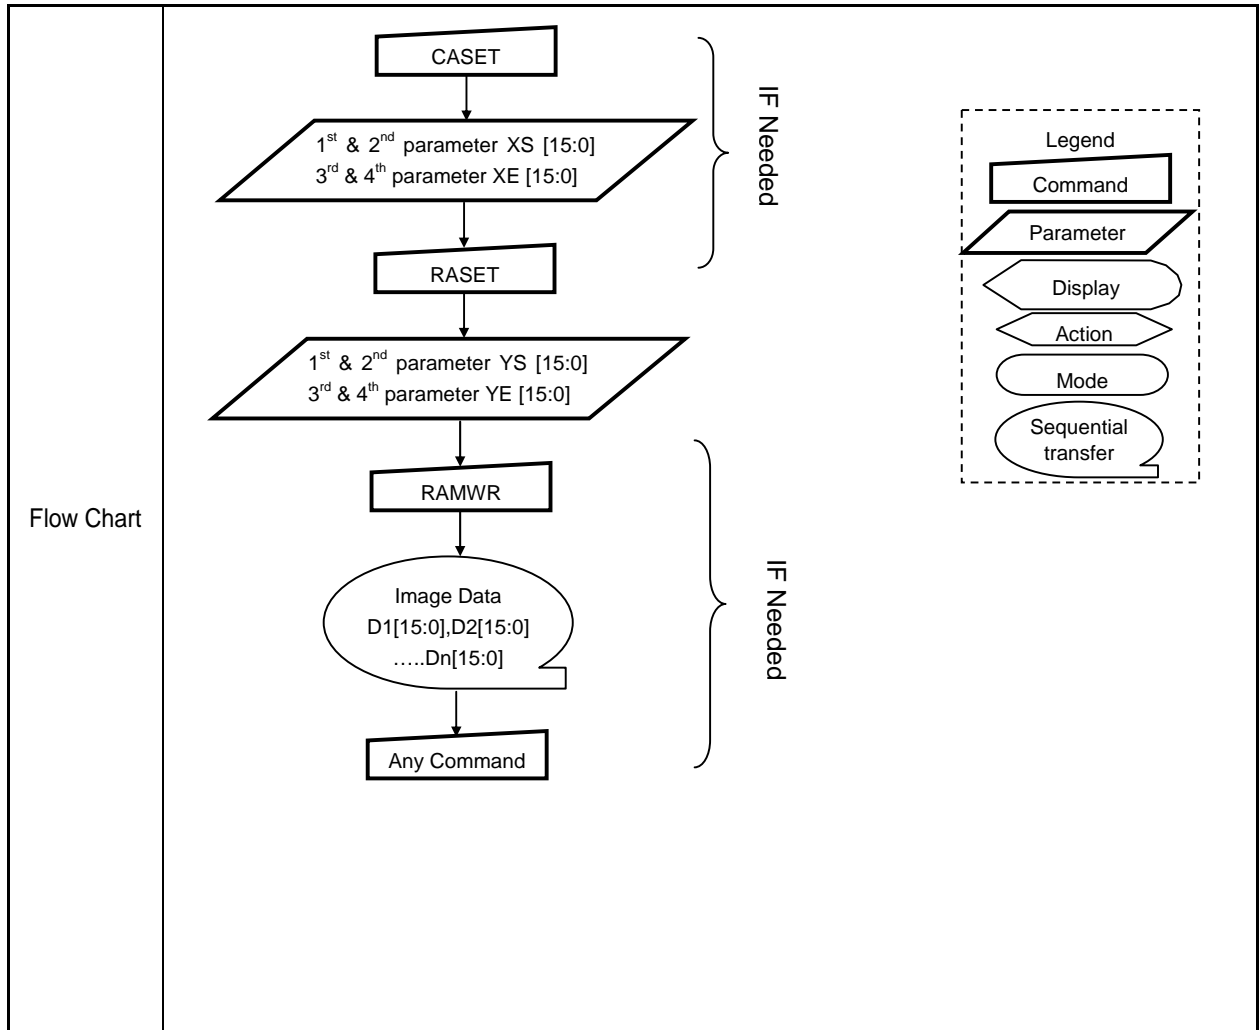 Flow Chart
CASET
1st & 2nd parameter XS [15:0]
3rd & 4th parameter XE [15:0]
RASET
IF Needed
1st & 2nd parameter YS [15:0]
3rd & 4th parameter YE [15:0]
RAMWR
Image Data
D1[15:0],D2[15:0]
…..Dn[15:0]
Any Command
IF Needed
Legend
Command
Parameter
Display
Action
Mode
Sequential
transfer